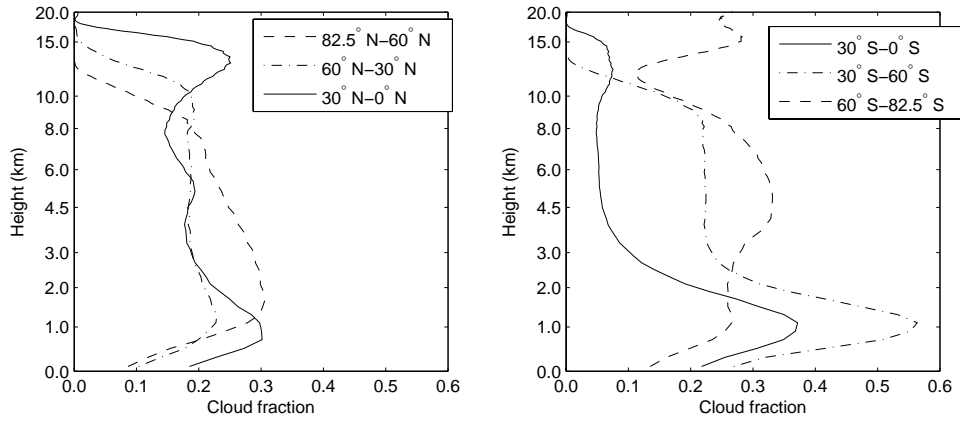 20.0
15.0
10.0
8.0
6.0
4.5
3.0
2.0
1.0
0.0
Height (km)
0.0 0.1 0.2 0.3 0.4 0.5 0.6
Cloud fraction
82.5° N−60° N
60° N−30° N
30° N−0° N
20.0
15.0
10.0
8.0
6.0
4.5
3.0
2.0
1.0
0.0
Height (km)
0.0 0.1 0.2 0.3 0.4 0.5 0.6
Cloud fraction
30° S−0° S
30° S−60° S
60° S−82.5° S